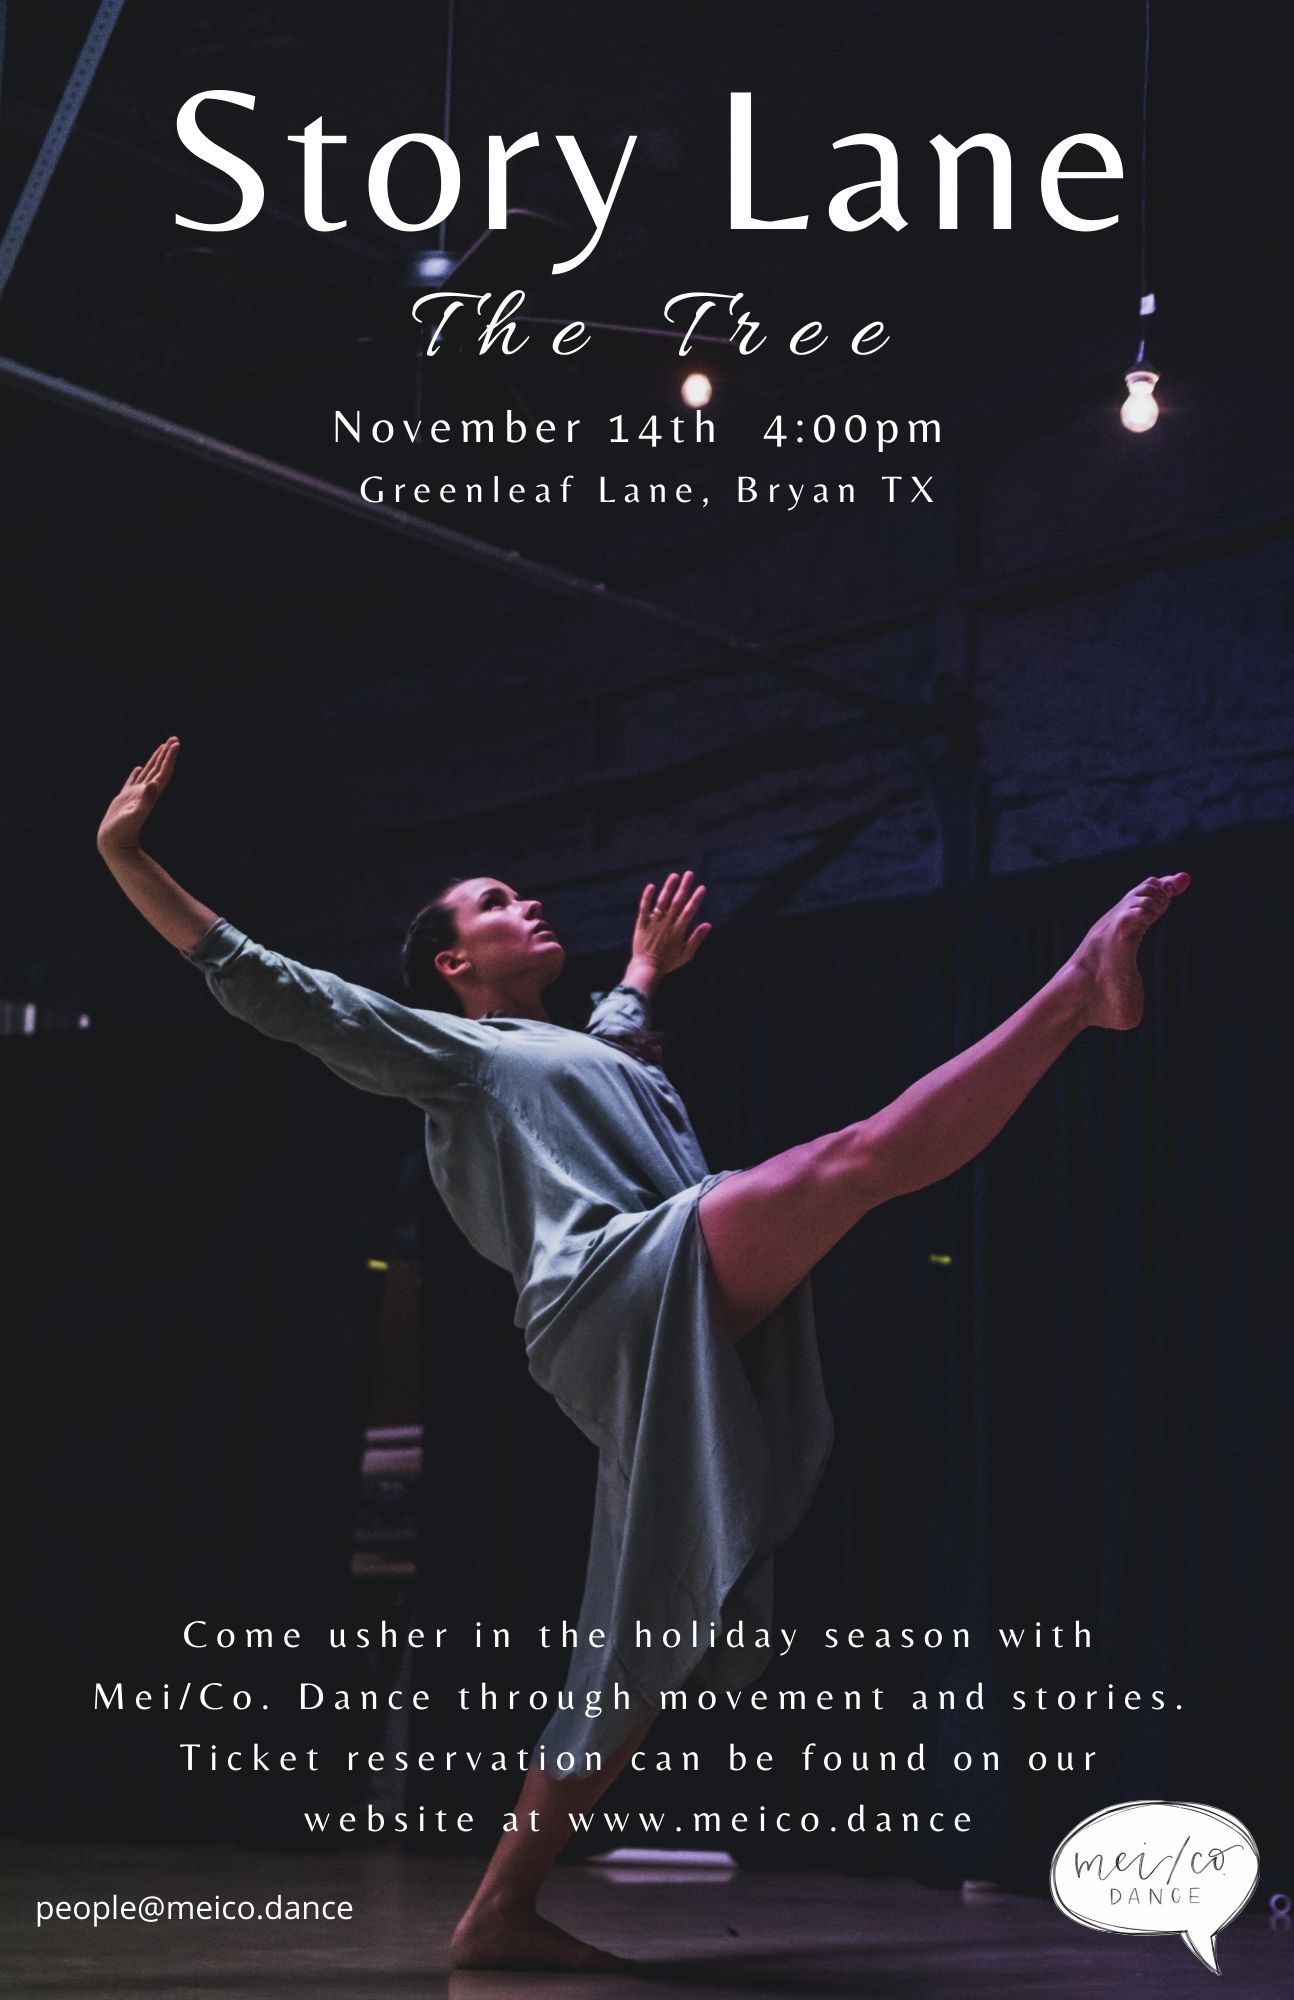 Story Lane
The Tree
November 14th 4:00pm
Greenleaf Lane, Bryan TX
Come usher in the holiday season with
Mei/Co. Dance through movement and stories.
Ticket reservation can be found on our
website at www.meico.dance
people@meico.dance
mei/co.
DANCE